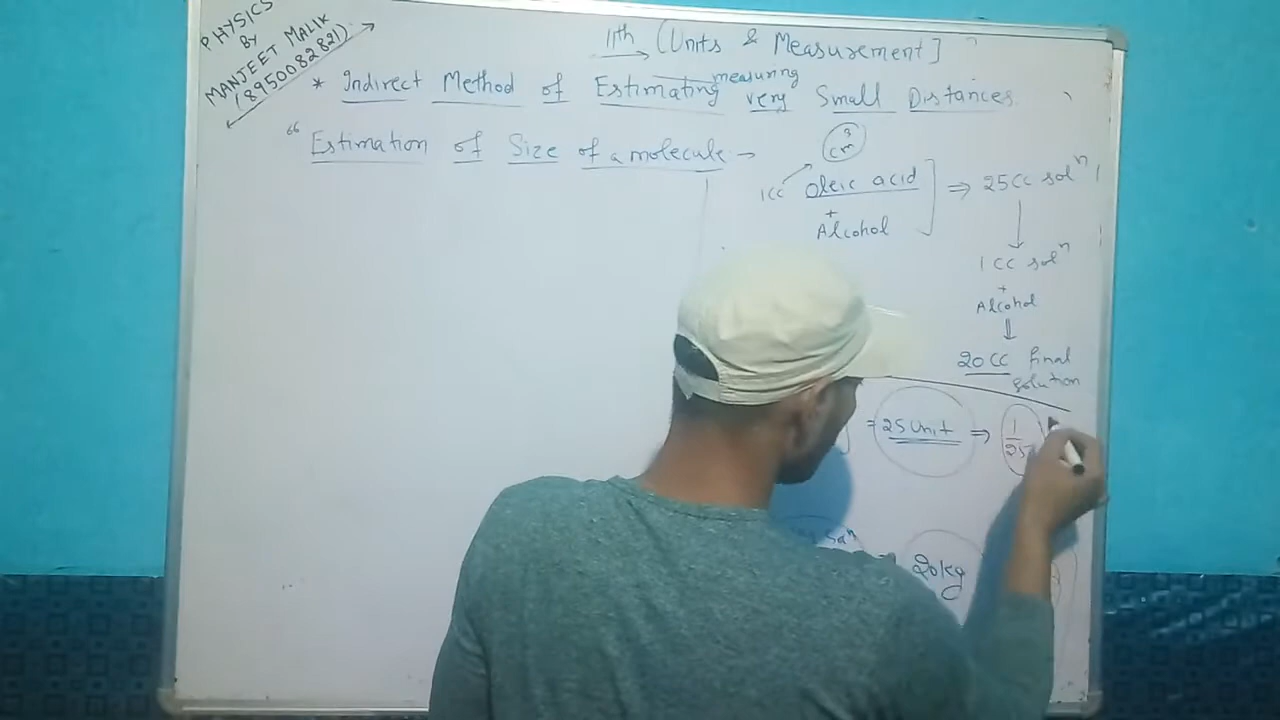 PHYSICS
BY
MANJEET MALIK
(8950082821)
11th (Units & Measurement]
* Indirect Method of Estimating measuring very Small Distances
“ Estimation of Size of a molecule →
cm³
1cc oleic acid ⇒ 25CC solⁿ
+
Alcohol
1 CC solⁿ
+
Alcohol
20CC final
solution
= 25 Unit ⇒ 1/25
20kg